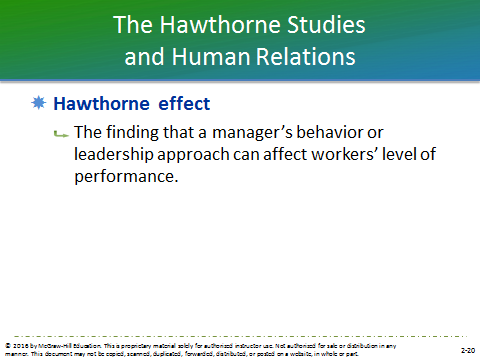 The Hawthorne Studies
and Human Relations
Hawthorne effect
The finding that a manager's behavior or
leadership approach can affect workers' level of
performance.
© 2016 by McGraw-Hill Education. This is proprietary material solely for authorized instructor use. Not authorized for sale or distribution in any
manner. This document may not be copied, scanned, duplicated, forwarded, distributed, or posted on a website, in whole or part.
2-20